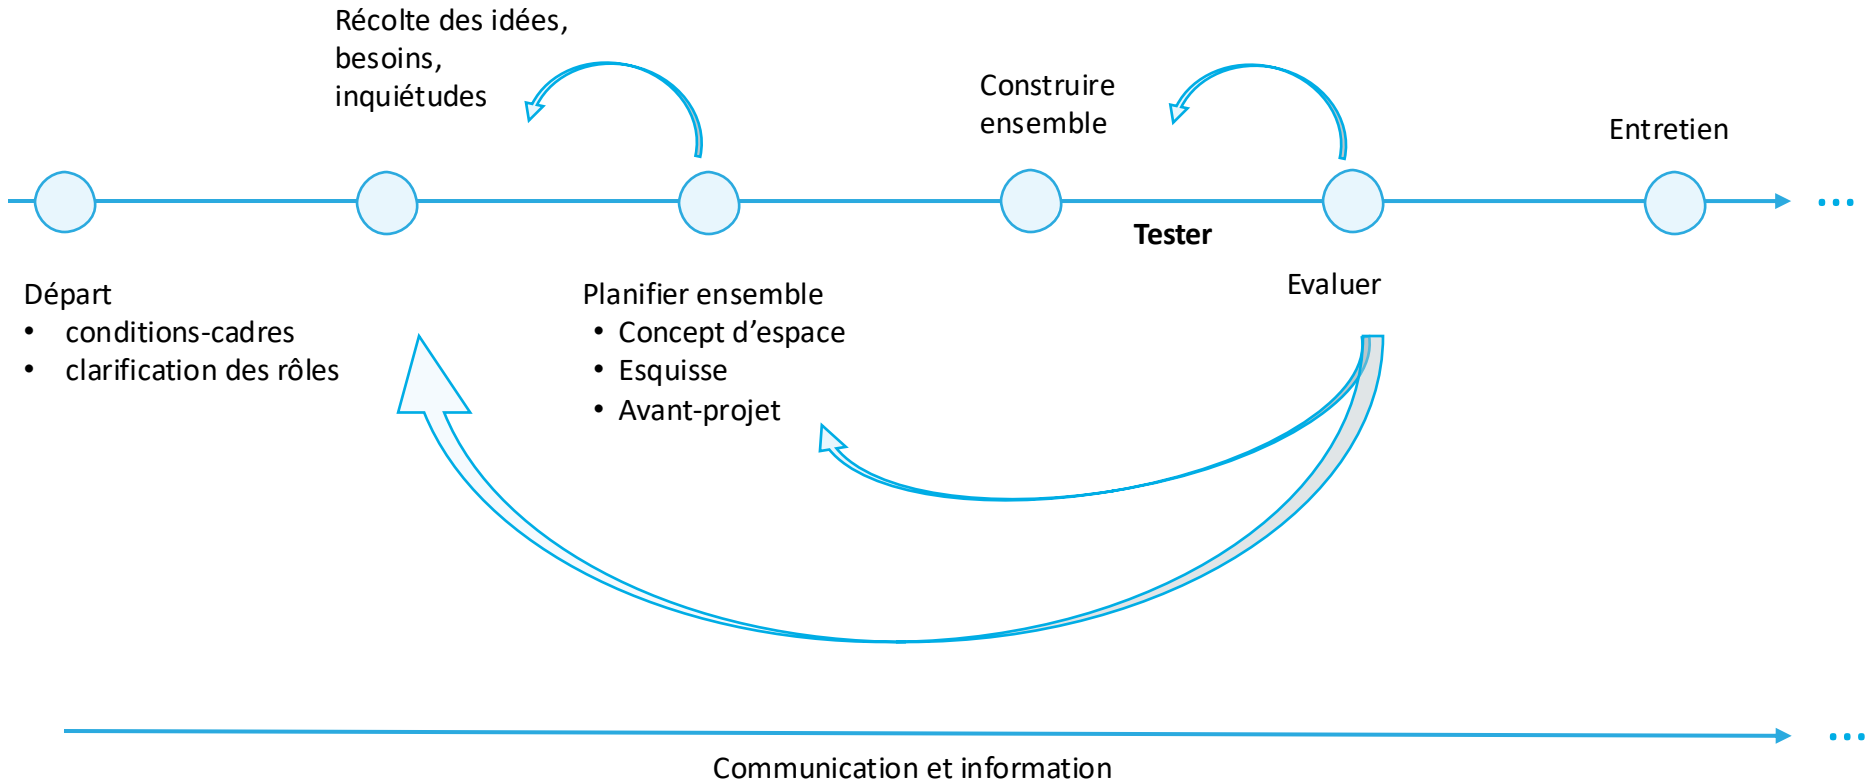 Récolte des idées,
besoins,
inquiétudes
Construire
ensemble
Entretien
...
Tester
Départ
• conditions-cadres
• clarification des rôles
Planifier ensemble
• Concept d’espace
• Esquisse
• Avant-projet
Evaluer
...
Communication et information